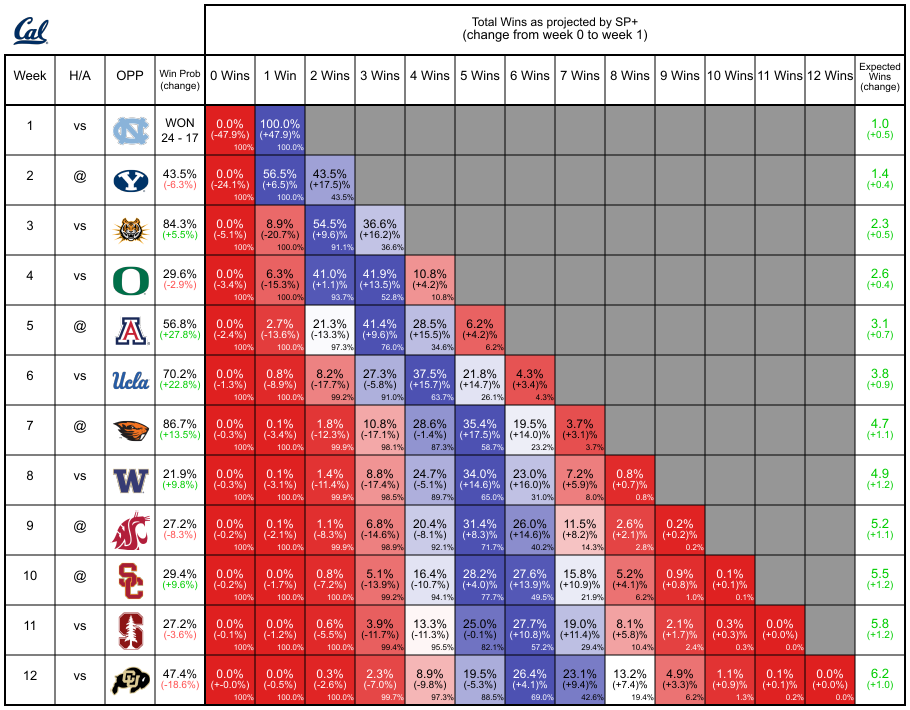 Cal
Total Wins as projected by SP+
(change from week 0 to week 1)
Week H/A OPP Win Prob (change) 0 Wins 1 Win 2 Wins 3 Wins 4 Wins 5 Wins 6 Wins 7 Wins 8 Wins 9 Wins 10 Wins 11 Wins 12 Wins Expected Wins (change)
1 vs NC WON 0.0% 100.0% 1.0
24 - 17 (-47.9%) (+47.9)% (+0.5)
100% 100.0%
2 @ Y 43.5% 0.0% 56.5% 43.5% 1.4
(-6.3%) (-24.1%) (+6.5)% (+17.5)% (+0.4)
100% 100.0% 43.5%
3 vs 84.3% 0.0% 8.9% 54.5% 36.6% 2.3
(+5.5%) (-5.1%) (-20.7%) (+9.6)% (+16.2)% (+0.5)
100% 100.0% 91.1% 36.6%
4 vs O 29.6% 0.0% 6.3% 41.0% 41.9% 10.8% 2.6
(-2.9%) (-3.4%) (-15.3%) (+1.1)% (+13.5)% (+4.2)% (+0.4)
100% 100.0% 93.7% 52.8% 10.8%
5 @ A 56.8% 0.0% 2.7% 21.3% 41.4% 28.5% 6.2% 3.1
(+27.8%) (-2.4%) (-13.6%) (-13.3%) (+9.6)% (+15.5)% (+4.2)% (+0.7)
100% 100.0% 97.3% 76.0% 34.6% 6.2%
6 vs Ucla 70.2% 0.0% 0.8% 8.2% 27.3% 37.5% 21.8% 4.3% 3.8
(+22.8%) (-1.3%) (-8.9%) (-17.7%) (-5.8%) (+15.7)% (+14.7)% (+3.4)% (+0.9)
100% 100.0% 99.2% 91.0% 63.7% 26.1% 4.3%
7 @ 86.7% 0.0% 0.1% 1.8% 10.8% 28.6% 35.4% 19.5% 3.7% 4.7
(+13.5%) (-0.3%) (-3.4%) (-12.3%) (-17.1%) (-1.4%) (+17.5)% (+14.0)% (+3.1)% (+1.1)
100% 100.0% 99.9% 98.1% 87.3% 58.7% 23.2% 3.7%
8 vs W 21.9% 0.0% 0.1% 1.4% 8.8% 24.7% 34.0% 23.0% 7.2% 0.8% 4.9
(+9.8%) (-0.3%) (-3.1%) (-11.4%) (-17.4%) (-5.1%) (+14.6)% (+16.0)% (+5.9)% (+0.7)% (+1.2)
100% 100.0% 99.9% 98.5% 89.7% 65.0% 31.0% 8.0% 0.8%
9 @ 27.2% 0.0% 0.1% 1.1% 6.8% 20.4% 31.4% 26.0% 11.5% 2.6% 0.2% 5.2
(-8.3%) (-0.2%) (-2.1%) (-8.3%) (-14.6%) (-8.1%) (+8.3)% (+14.6)% (+8.2)% (+2.1)% (+0.2)% (+1.1)
100% 100.0% 99.9% 98.9% 92.1% 71.7% 40.2% 14.3% 2.8% 0.2%
10 @ SC 29.4% 0.0% 0.0% 0.8% 5.1% 16.4% 28.2% 27.6% 15.8% 5.2% 0.9% 0.1% 5.5
(+9.6%) (-0.2%) (-1.7%) (-7.2%) (-13.9%) (-10.7%) (+4.0)% (+13.9)% (+10.9)% (+4.1)% (+0.8)% (+0.1)% (+1.2)
100% 100.0% 100.0% 99.2% 94.1% 77.7% 49.5% 21.9% 6.2% 1.0% 0.1%
11 vs S 27.2% 0.0% 0.0% 0.6% 3.9% 13.3% 25.0% 27.7% 19.0% 8.1% 2.1% 0.3% 0.0% 5.8
(-3.6%) (-0.1%) (-1.2%) (-5.5%) (-11.7%) (-11.3%) (-0.1%) (+10.8)% (+11.4)% (+5.8)% (+1.7)% (+0.3)% (+0.0)% (+1.2)
100% 100.0% 100.0% 99.4% 95.5% 82.1% 57.2% 29.4% 10.4% 2.4% 0.3% 0.0%
12 vs CU 47.4% 0.0% 0.0% 0.3% 2.3% 8.9% 19.5% 26.4% 23.1% 13.2% 4.9% 1.1% 0.1% 0.0% 6.2
(-18.6%) (+-0.0%) (-0.5%) (-2.6%) (-7.0%) (-9.8%) (-5.3%) (+4.1)% (+9.4)% (+7.4)% (+3.3)% (+0.9)% (+0.1)% (+0.0)% (+1.0)
100% 100.0% 100.0% 99.7% 97.3% 88.5% 69.0% 42.6% 19.4% 6.2% 1.3% 0.2% 0.0%